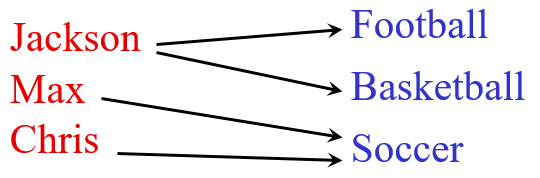 Jackson
Max
Chris
Football
Basketball
Soccer